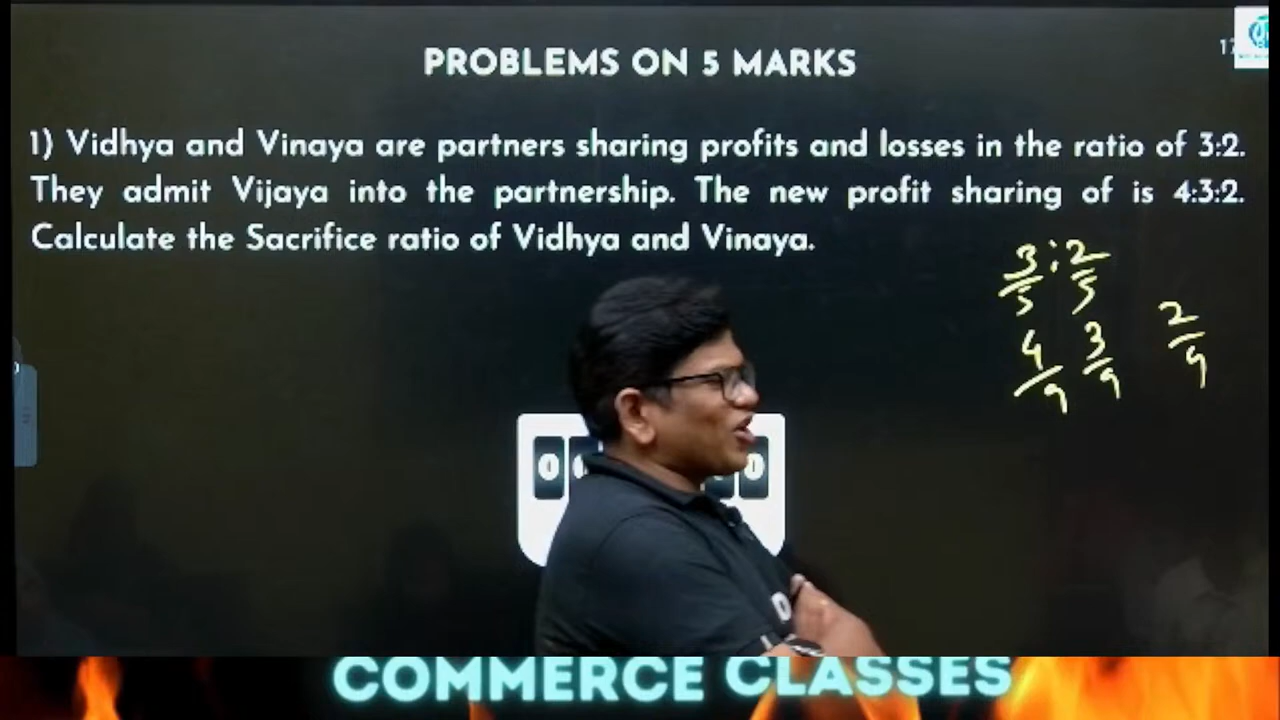 PROBLEMS ON 5 MARKS
1) Vidhya and Vinaya are partners sharing profits and losses in the ratio of 3:2.
They admit Vijaya into the partnership. The new profit sharing of is 4:3:2.
Calculate the Sacrifice ratio of Vidhya and Vinaya.
3/5 : 2/5
4/9 3/9 2/9
0 0
COMMERCE CLASSES